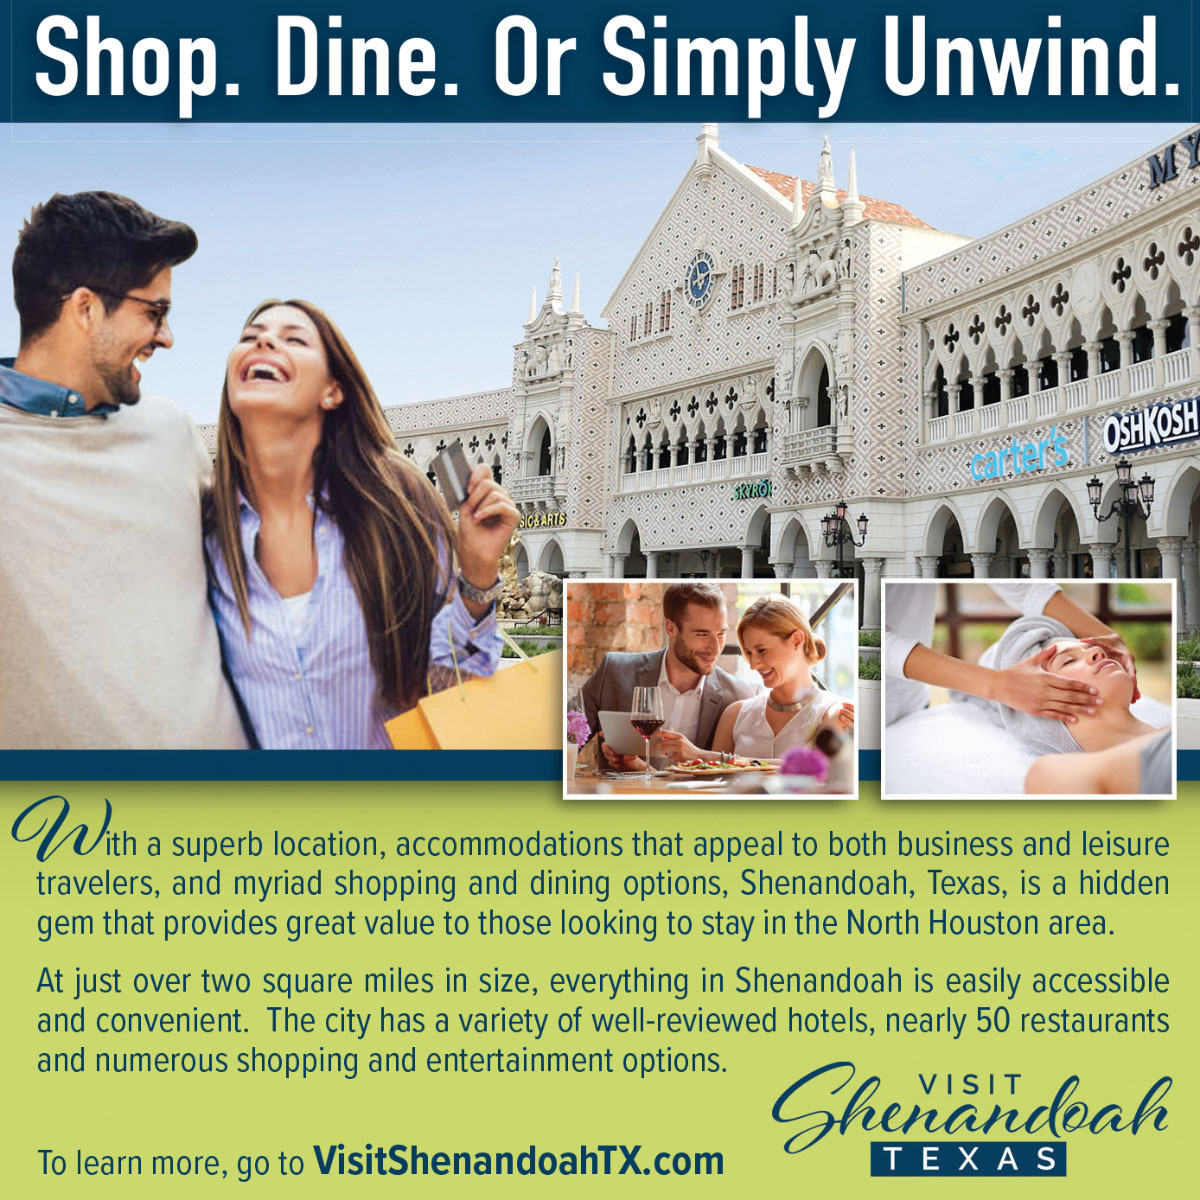 Shop. Dine. Or Simply Unwind.
MY
carter's
OSHKOSH
SKYRO
SIC & ARTS
With a superb location, accommodations that appeal to both business and leisure
travelers, and myriad shopping and dining options, Shenandoah, Texas, is a hidden
gem that provides great value to those looking to stay in the North Houston area.
At just over two square miles in size, everything in Shenandoah is easily accessible
and convenient. The city has a variety of well-reviewed hotels, nearly 50 restaurants
and numerous shopping and entertainment options.
To learn more, go to VisitShenandoahTX.com
VISIT
Shenandoah
TEXAS